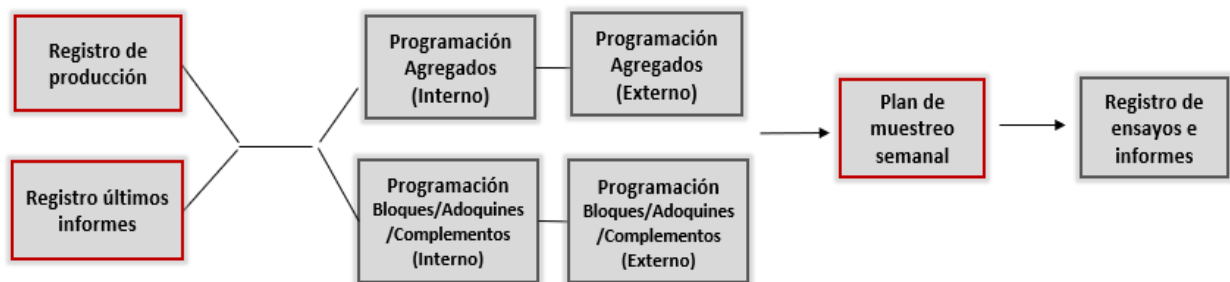 Registro de
producción
Registro últimos
informes
Programación
Agregados
(Interno)
Programación
Agregados
(Externo)
Programación
Bloques/Adoquines
/Complementos
(Interno)
Programación
Bloques/Adoquines
/Complementos
(Externo)
Plan de
muestreo
semanal
Registro de
ensayos e
informes